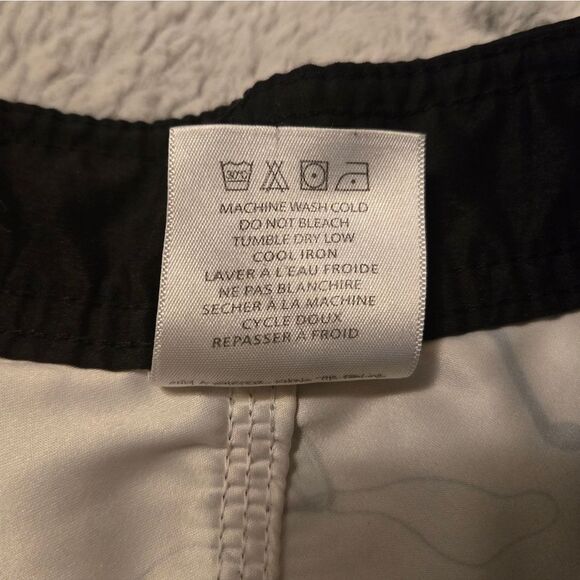 30°C
MACHINE WASH COLD
DO NOT BLEACH
TUMBLE DRY LOW
COOL IRON
LAVER À L'EAU FROIDE
NE PAS BLANCHIRE
SECHER À LA MACHINE
CYCLE DOUX
REPASSER À FROID